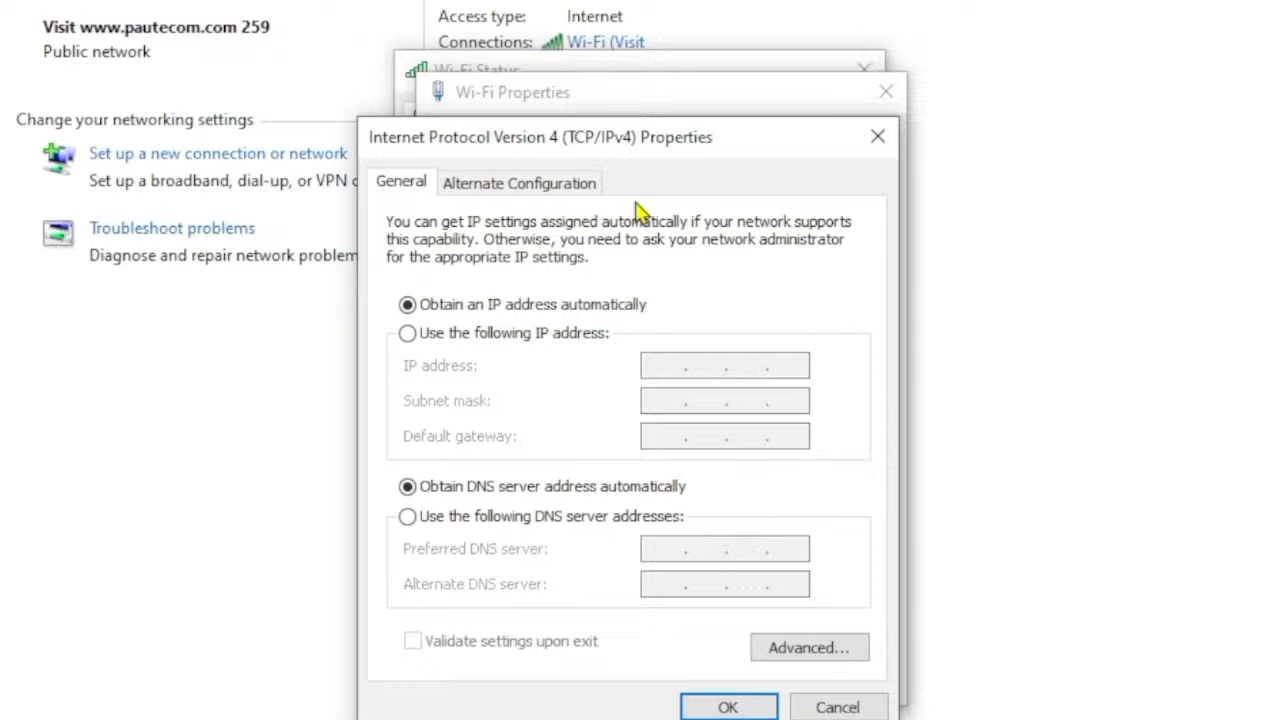 Visit www.pautecom.com 259
Public network
Access type: Internet
Connections: Wi-Fi (Visit
Change your networking settings
Set up a new connection or network
Set up a broadband, dial-up, or VPN c
Troubleshoot problems
Diagnose and repair network problem
Wi-Fi Status
Wi-Fi Properties
Internet Protocol Version 4 (TCP/IPv4) Properties
General
Alternate Configuration
You can get IP settings assigned automatically if your network supports
this capability. Otherwise, you need to ask your network administrator
for the appropriate IP settings.
Obtain an IP address automatically
Use the following IP address:
IP address:
Subnet mask:
Default gateway:
Obtain DNS server address automatically
Use the following DNS server addresses:
Preferred DNS server:
Alternate DNS server:
Validate settings upon exit
Advanced...
OK
Cancel